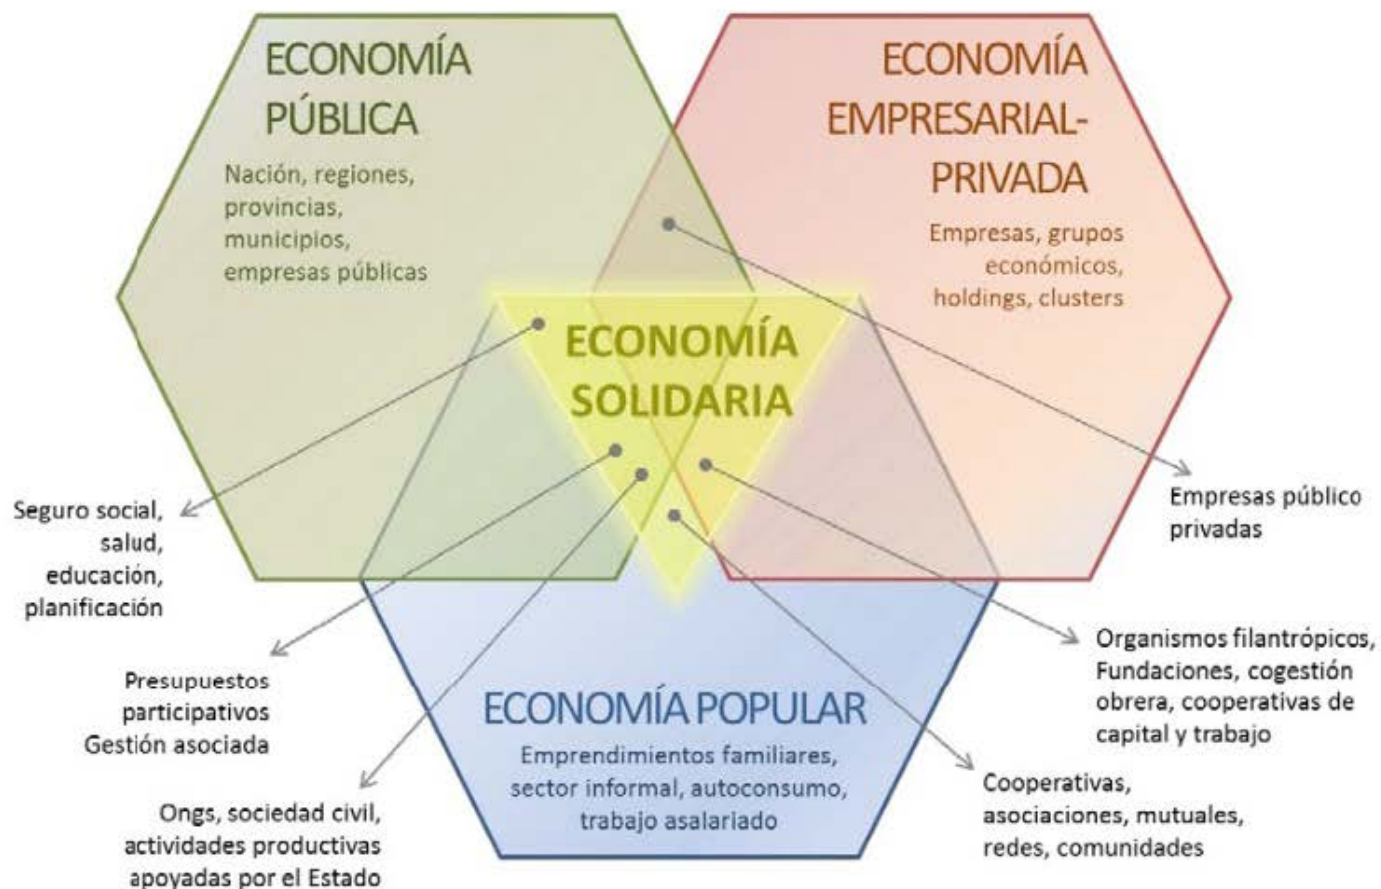 ECONOMÍA
PÚBLICA
Nación, regiones,
provincias,
municipios,
empresas públicas
ECONOMÍA
EMPRESARIAL-
PRIVADA
Empresas, grupos
económicos,
holdings, clusters
ECONOMÍA
SOLIDARIA
Seguro social,
salud,
educación,
planificación
Empresas público
privadas
Presupuestos
participativos
Gestión asociada
Organismos filantrópicos,
Fundaciones, cogestión
obrera, cooperativas de
capital y trabajo
ECONOMÍA POPULAR
Emprendimientos familiares,
sector informal, autoconsumo,
trabajo asalariado
Ongs, sociedad civil,
actividades productivas
apoyadas por el Estado
Cooperativas,
asociaciones, mutuales,
redes, comunidades